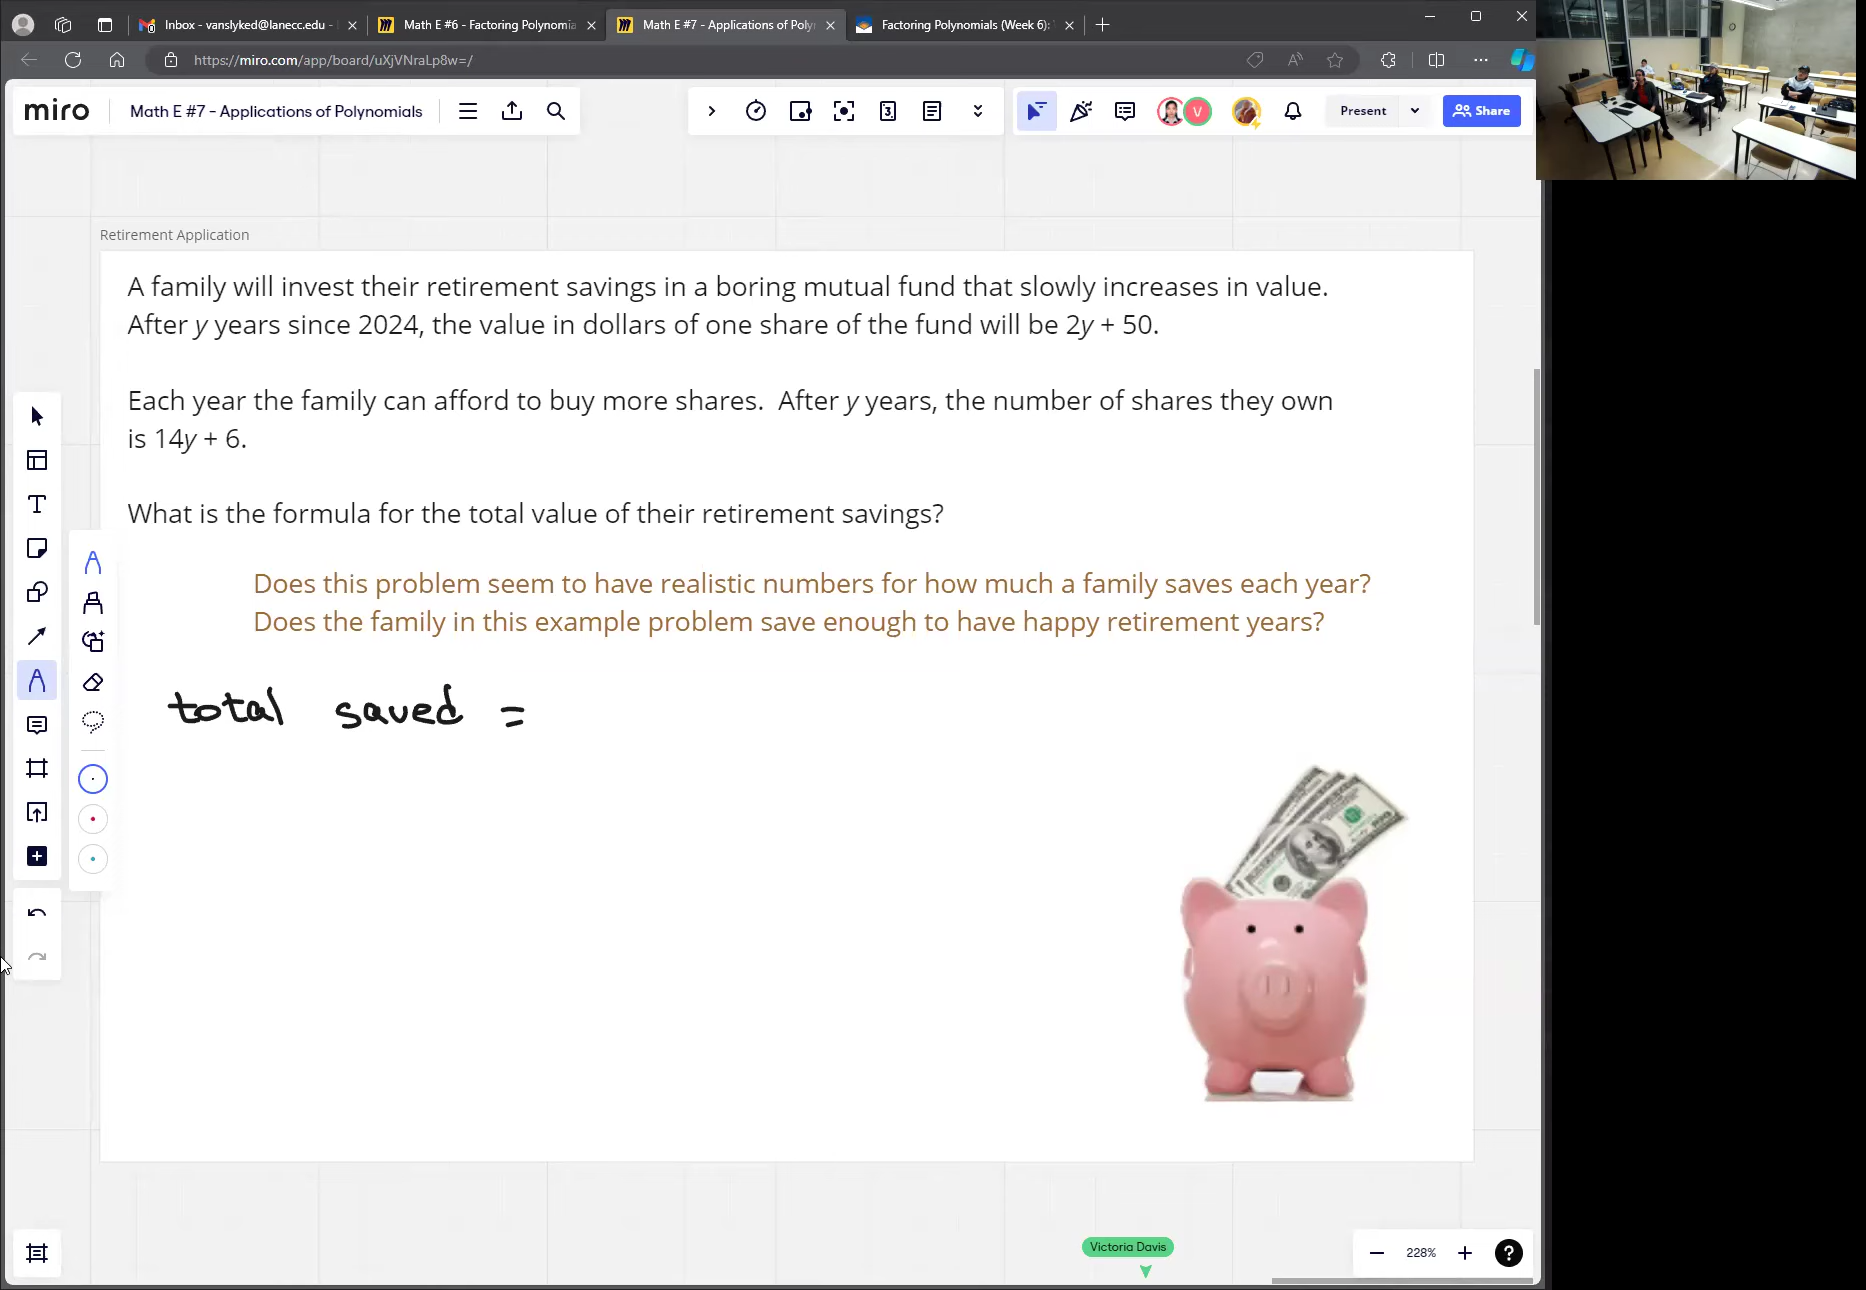 Inbox - vanslyked@lanecc.edu -
Math E #6 - Factoring Polynomia
Math E #7 - Applications of Poly
Factoring Polynomials (Week 6):
https://miro.com/app/board/uXjVNraLp8w=/
miro
Math E #7 - Applications of Polynomials
3
V
Present
Share
Retirement Application
A family will invest their retirement savings in a boring mutual fund that slowly increases in value.
After y years since 2024, the value in dollars of one share of the fund will be 2y + 50.
Each year the family can afford to buy more shares. After y years, the number of shares they own
is 14y + 6.
What is the formula for the total value of their retirement savings?
Does this problem seem to have realistic numbers for how much a family saves each year?
Does the family in this example problem save enough to have happy retirement years?
total saved =
Victoria Davis
228%
?